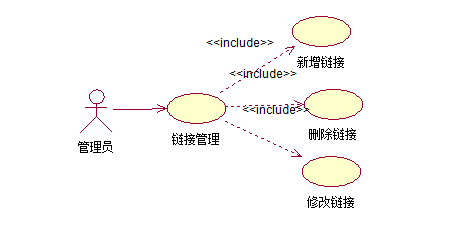 <<include>>
新增链接
<<include>>
<<include>>
删除链接
链接管理
管理员
修改链接